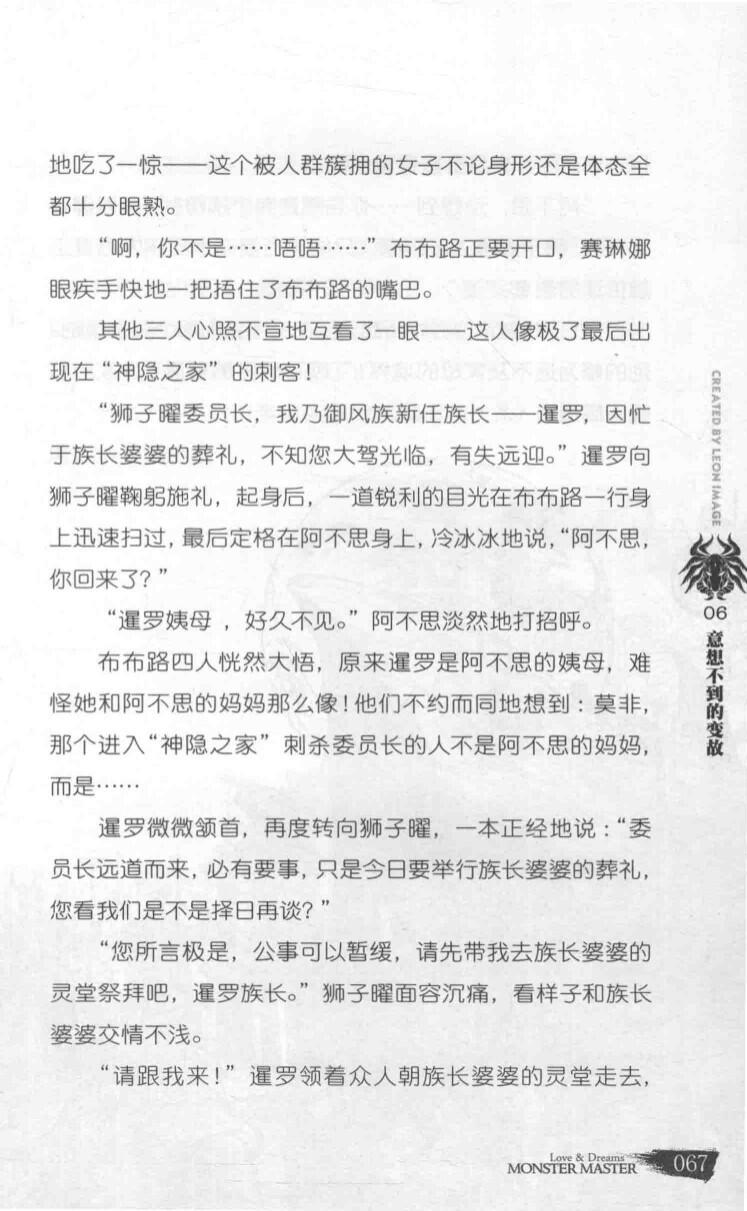 地吃了一惊——这个被人群簇拥的女子不论身形还是体态全
都十分眼熟。
“啊，你不是……唔唔……”布布路正要开口，赛琳娜
眼疾手快地一把捂住了布布路的嘴巴。
其他三人心照不宣地互看了一眼——这人像极了最后出
现在“神隐之家”的刺客！
“狮子曜委员长，我乃御风族新任族长——暹罗，因忙
于族长婆婆的葬礼，不知您大驾光临，有失远迎。”暹罗向
狮子曜鞠躬施礼，起身后，一道锐利的目光在布布路一行身
上迅速扫过，最后定格在阿不思身上，冷冰冰地说，“阿不思，
你回来了？”
“暹罗姨母 ，好久不见。”阿不思淡然地打招呼。
布布路四人恍然大悟，原来暹罗是阿不思的姨母，难
怪她和阿不思的妈妈那么像！他们不约而同地想到：莫非，
那个进入“神隐之家” 刺杀委员长的人不是阿不思的妈妈，
而是……
暹罗微微颔首，再度转向狮子曜，一本正经地说：“委
员长远道而来，必有要事，只是今日要举行族长婆婆的葬礼，
您看我们是不是择日再谈？”
“您所言极是，公事可以暂缓，请先带我去族长婆婆的
灵堂祭拜吧，暹罗族长。”狮子曜面容沉痛，看样子和族长
婆婆交情不浅。
“请跟我来！”暹罗领着众人朝族长婆婆的灵堂走去，
CREATED BY LEON IMAGE
06
意想不到的变故
Love & Dreams
MONSTER MASTER
067